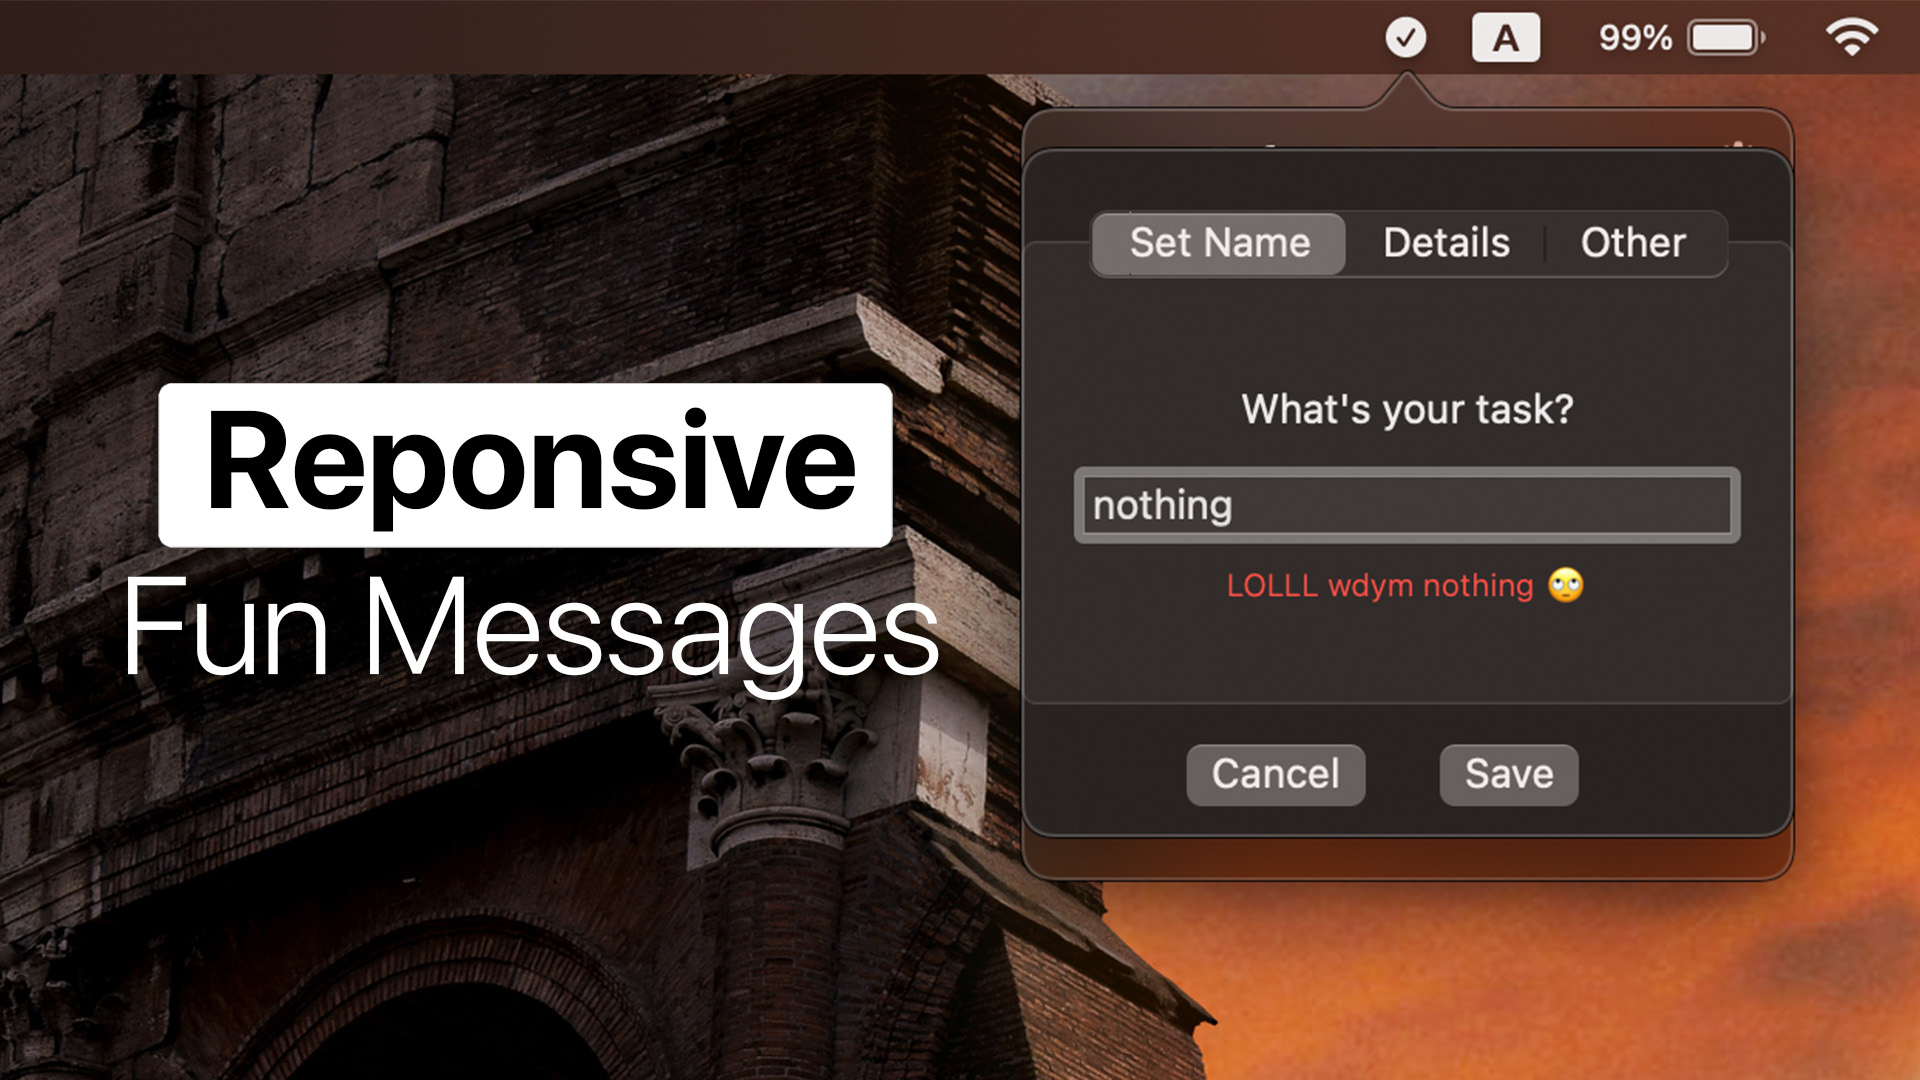 A 99%
Set Name Details Other
What's your task?
nothing
LOLLL wdym nothing 🙄
Cancel Save
Reponsive
Fun Messages